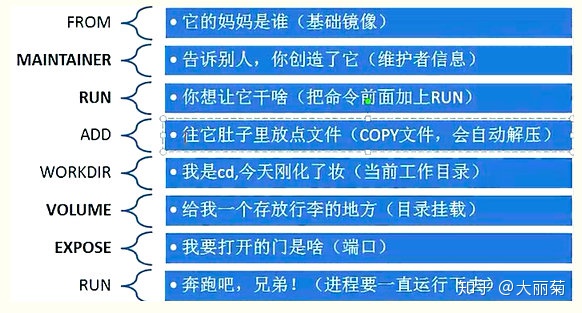 FROM
• 它的妈妈是谁（基础镜像）
MAINTAINER
• 告诉别人，你创造了它（维护者信息）
RUN
• 你想让它干啥（把命令前面加上RUN）
ADD
• 往它肚子里放点文件（COPY文件，会自动解压）
WORKDIR
• 我是cd,今天刚化了妆（当前工作目录）
VOLUME
• 给我一个存放行李的地方（目录挂载）
EXPOSE
• 我要打开的门是啥（端口）
RUN
• 奔跑吧，兄弟！（进程要一直运行下去）
知乎 @大丽菊